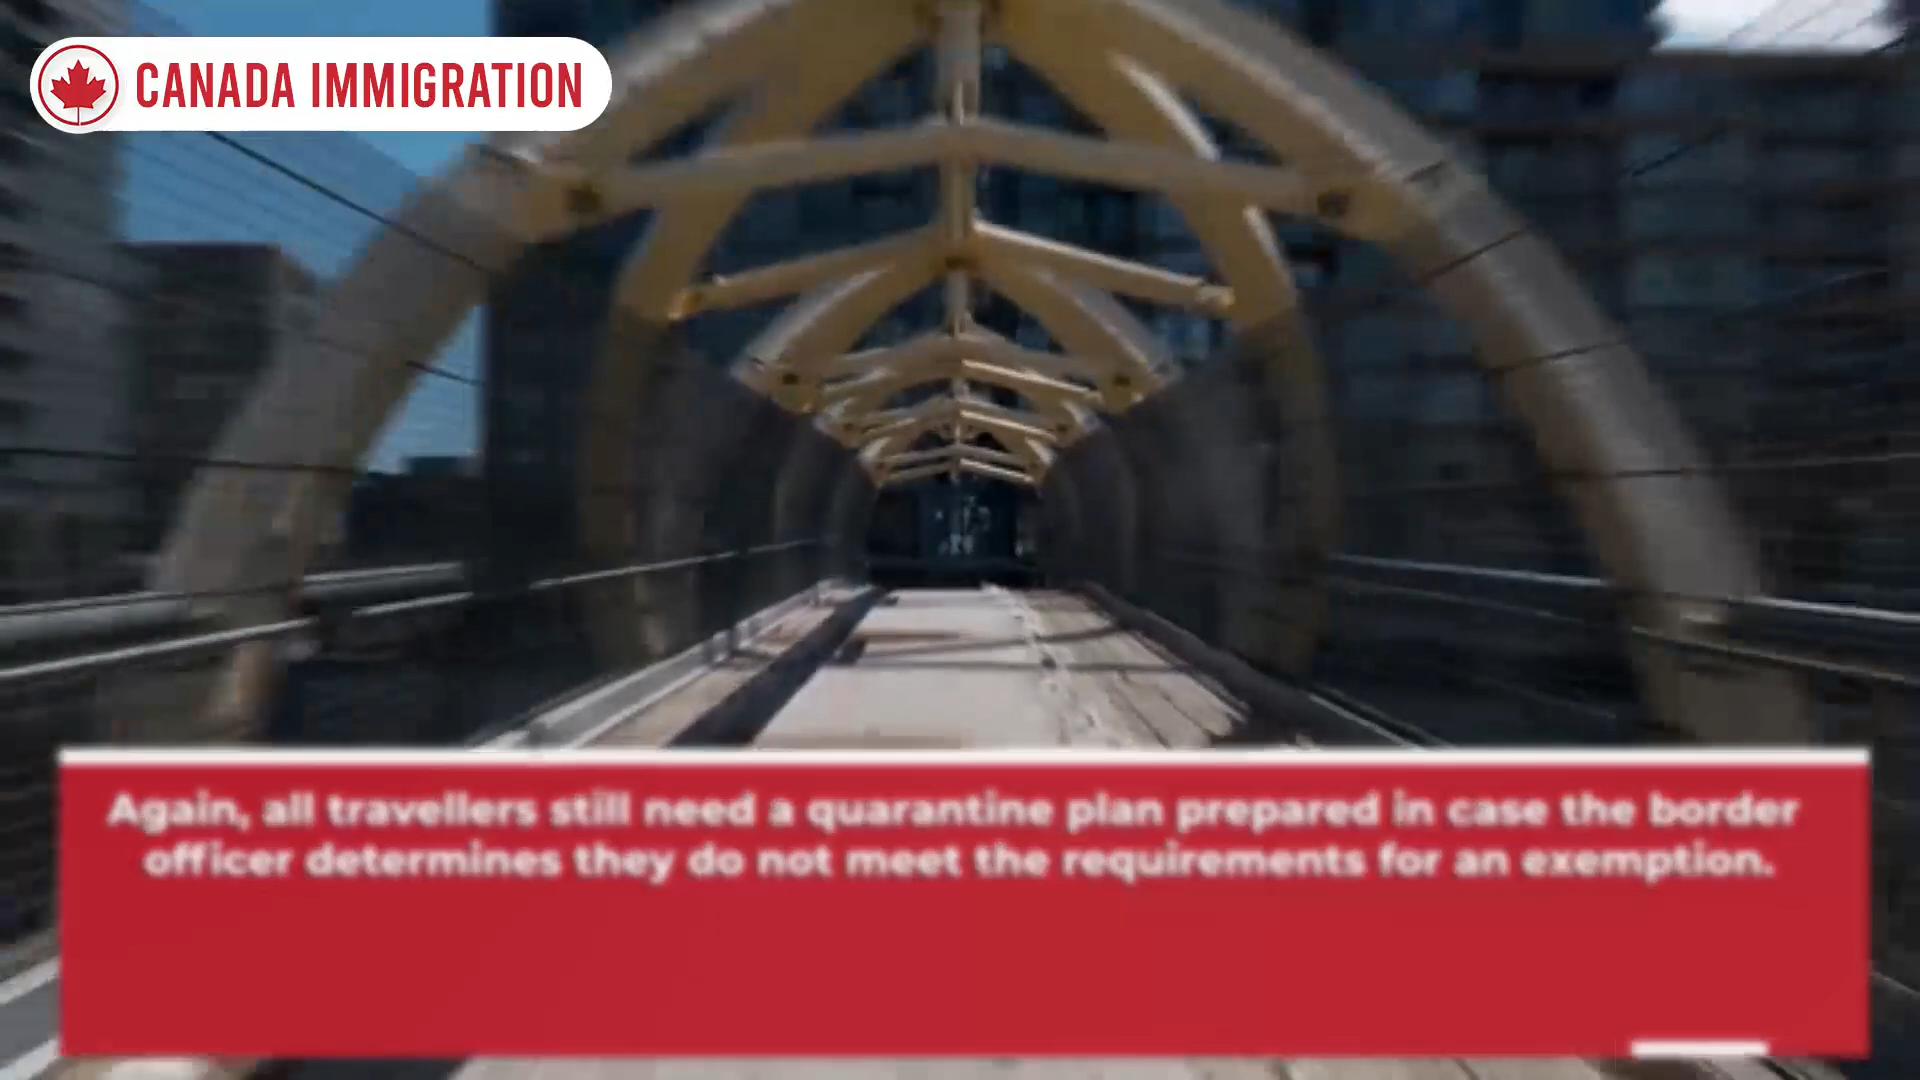 CANADA IMMIGRATION
Again, all travellers still need a quarantine plan prepared in case the border
officer determines they do not meet the requirements for an exemption.